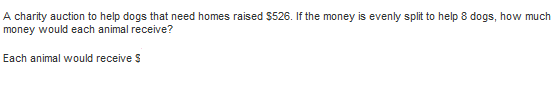 A charity auction to help dogs that need homes raised $526. If the money is evenly split to help 8 dogs, how much
money would each animal receive?
Each animal would receive $